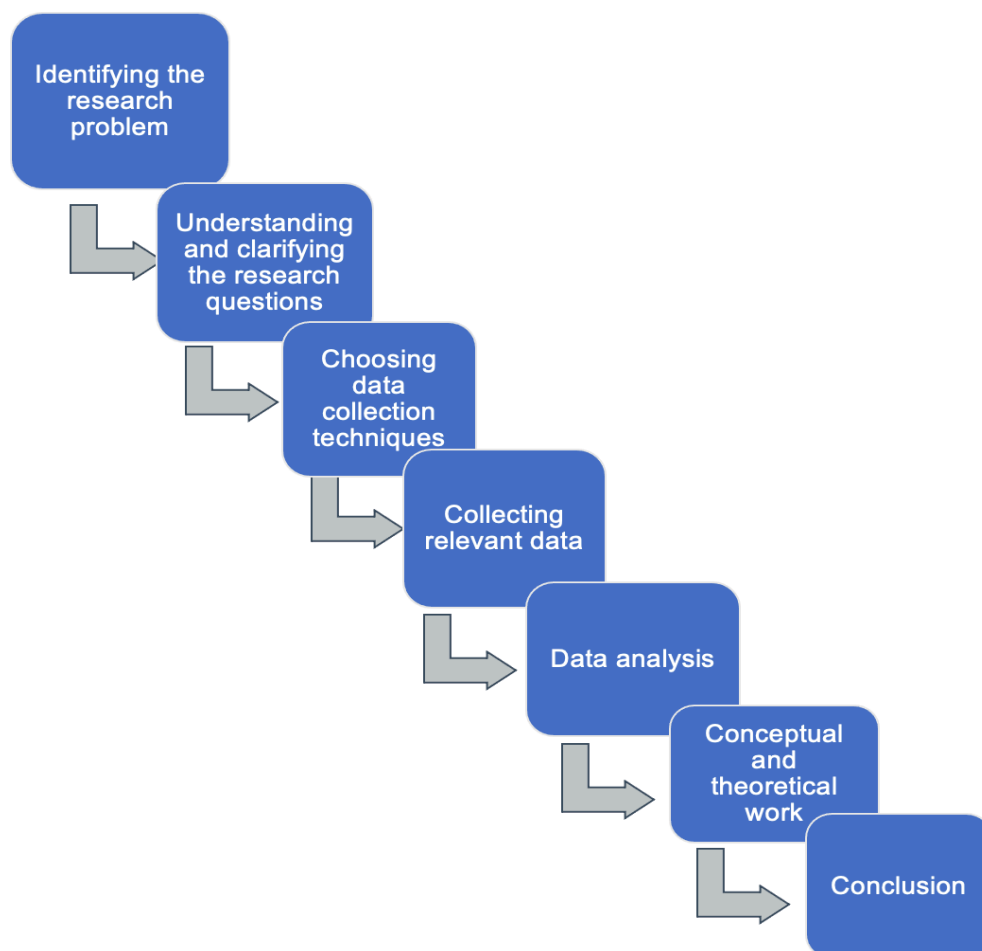 Identifying the
research
problem
Understanding
and clarifying
the research
questions
Choosing
data
collection
techniques
Collecting
relevant data
Data analysis
Conceptual
and
theoretical
work
Conclusion